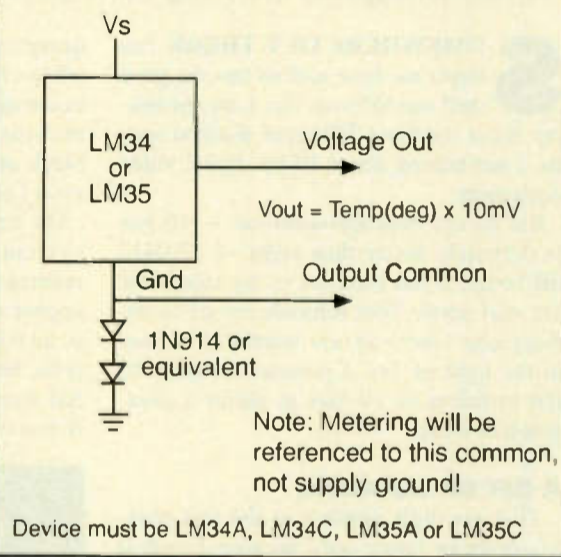 Vs
LM34
or
LM35
Voltage Out
Vout = Temp(deg) x 10mV
Gnd
Output Common
1N914 or
equivalent
Note: Metering will be
referenced to this common,
not supply ground!
Device must be LM34A, LM34C, LM35A or LM35C